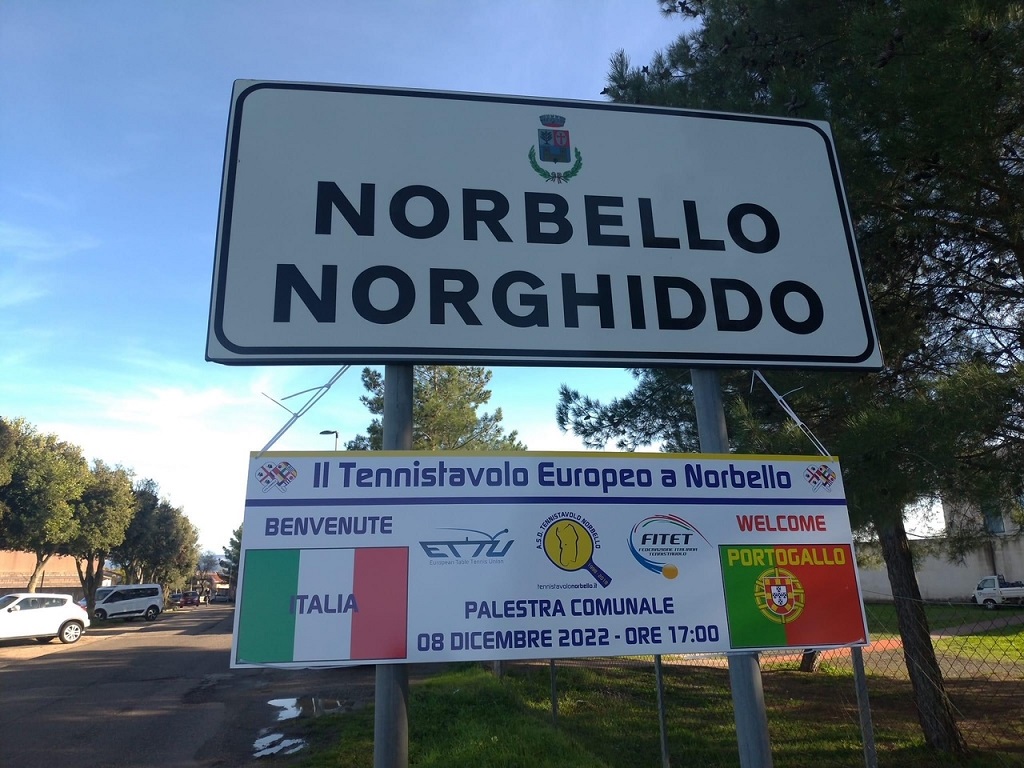 NORBELLO
NORGHIDDO
Il Tennistavolo Europeo a Norbello
BENVENUTE
WELCOME
ETTU
European Table Tennis Union
A.S.D. TENNISTAVOLO NORBELLO
tennistavolonorbello.it
FITET
FEDERAZIONE ITALIANA
TENNISTAVOLO
ITALIA
PORTOGALLO
PALESTRA COMUNALE
08 DICEMBRE 2022 - ORE 17:00